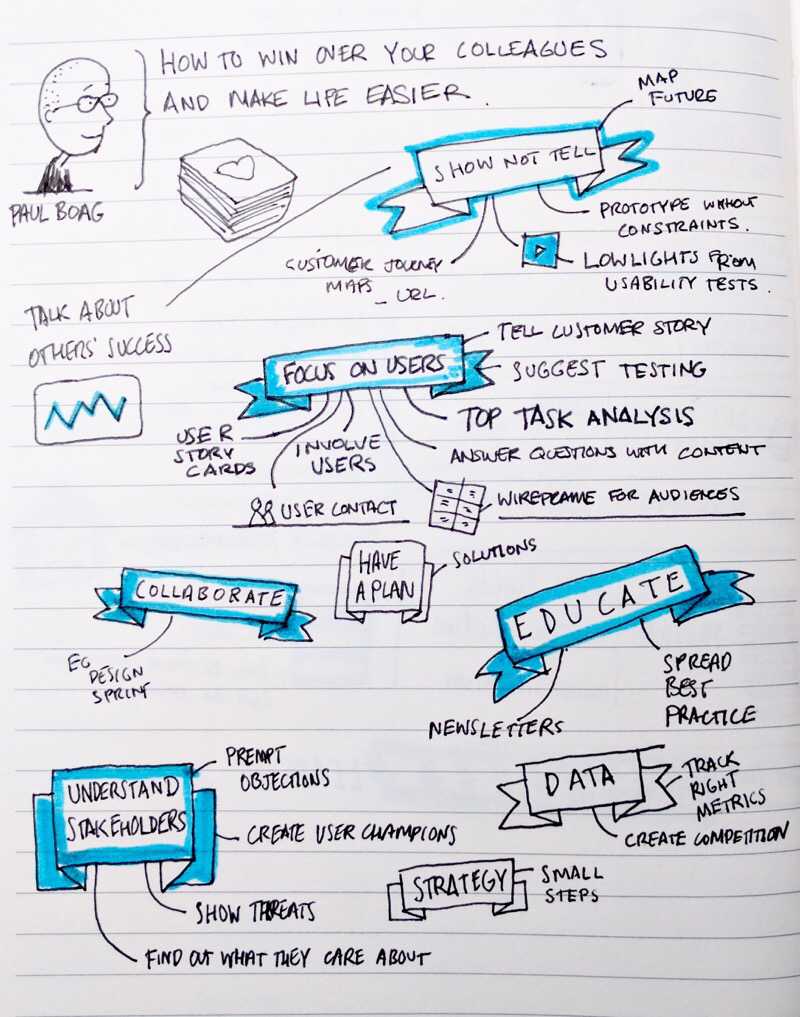 HOW TO WIN OVER YOUR COLLEAGUES
AND MAKE LIFE EASIER.
PAUL BOAG
SHOW NOT TELL
MAP
FUTURE
PROTOTYPE WITHOUT
CONSTRAINTS.
LOWLIGHTS FROM
USABILITY TESTS.
CUSTOMER JOURNEY
MAPS
_ URL.
TALK ABOUT
OTHERS' SUCCESS
FOCUS ON USERS
TELL CUSTOMER STORY
SUGGEST TESTING
TOP TASK ANALYSIS
ANSWER QUESTIONS WITH CONTENT
WIREFRAME FOR AUDIENCES
USER
STORY
CARDS
INVOLVE
USERS
USER CONTACT
HAVE
A PLAN
SOLUTIONS
COLLABORATE
EG
DESIGN
SPRINT
EDUCATE
NEWSLETTERS
SPREAD
BEST
PRACTICE
UNDERSTAND
STAKEHOLDERS
PREMPT
OBJECTIONS
CREATE USER CHAMPIONS
SHOW THREATS
FIND OUT WHAT THEY CARE ABOUT
DATA
TRACK
RIGHT
METRICS
CREATE COMPETITION
STRATEGY
SMALL
STEPS